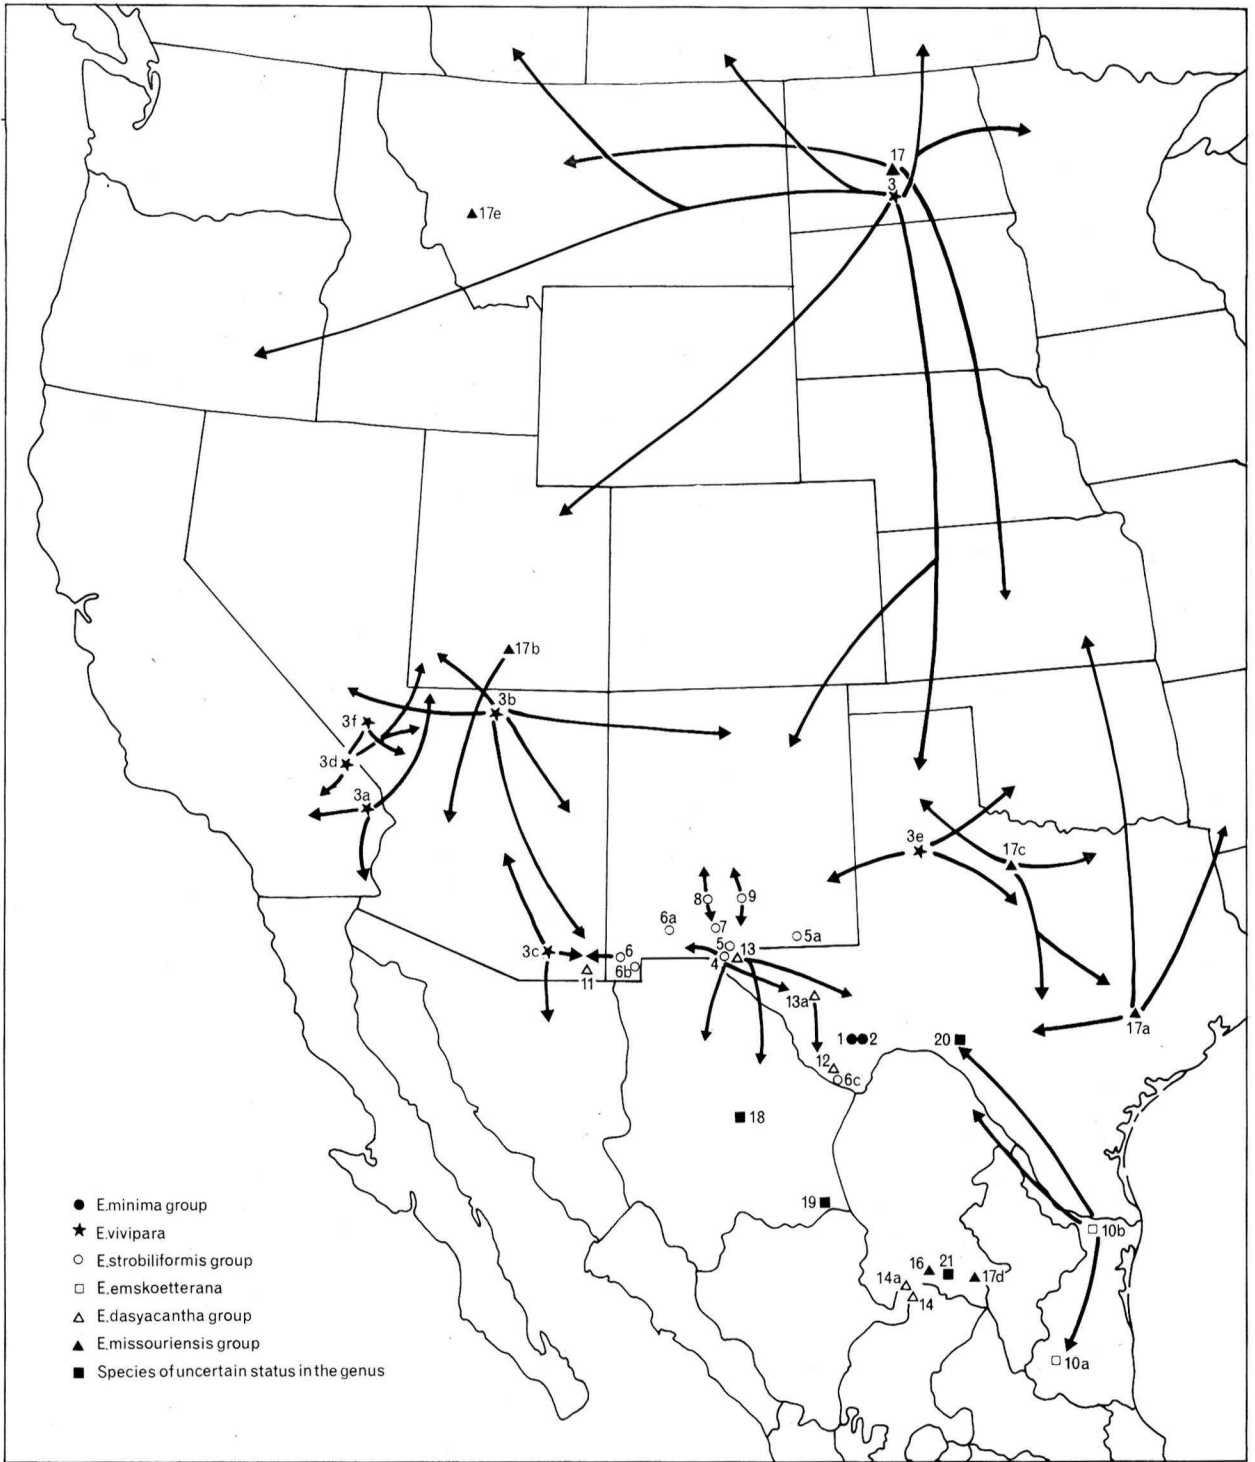 17
3
17e
17b
3b
3f
3d
3a
3e
17c
8
9
6a
7
5a
5
13
3c
6
4
6b
11
13a
17a
1
2
20
12
6c
18
19
10b
16
21
17d
14a
14
10a
E.minima group
E.vivipara
E.strobiliformis group
E.emskoetterana
E.dasyacantha group
E.missouriensis group
Species of uncertain status in the genus